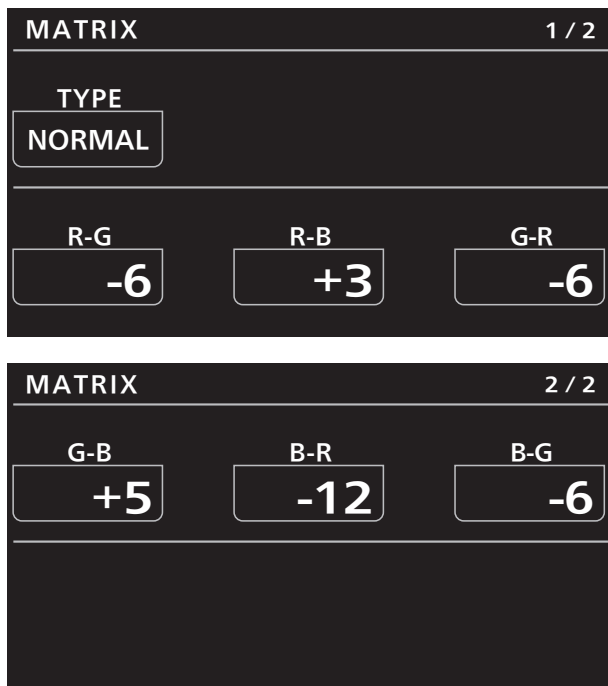 MATRIX 1 / 2
TYPE
NORMAL
R-G R-B G-R
-6 +3 -6
MATRIX 2 / 2
G-B B-R B-G
+5 -12 -6